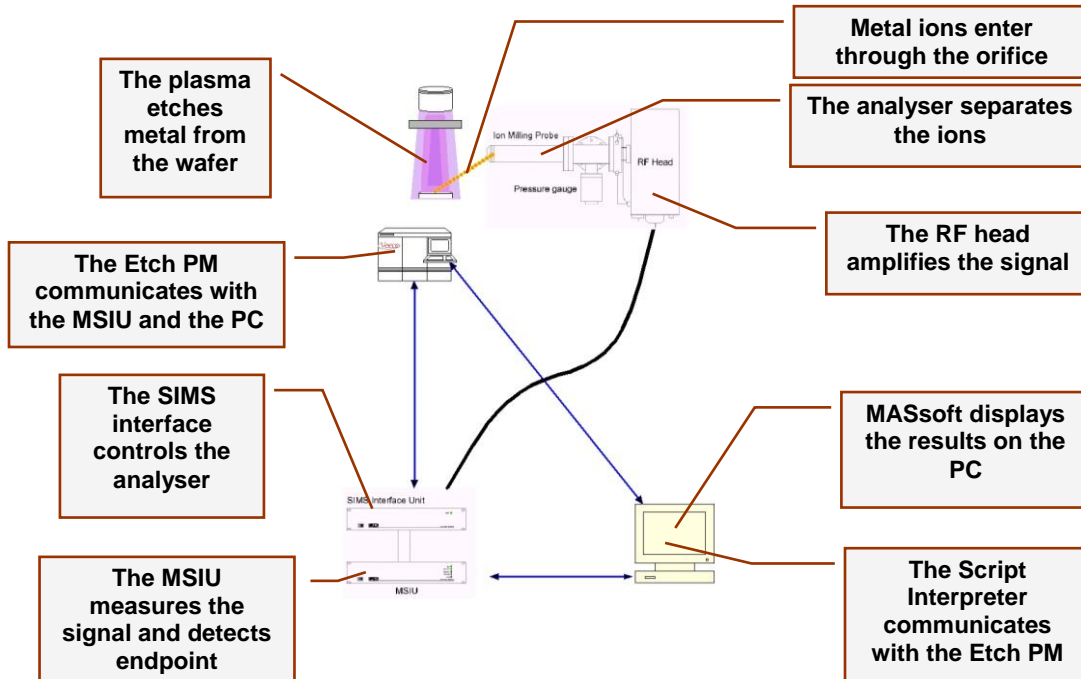 Metal ions enter
through the orifice
The plasma
etches
metal from
the wafer
The analyser separates
the ions
Ion Milling Probe
RF Head
Pressure gauge
The RF head
amplifies the signal
Veeco
The Etch PM
communicates with
the MSIU and the PC
The SIMS
interface
controls the
analyser
MASsoft displays
the results on the
PC
SIMS Interface Unit
MSIU
The MSIU
measures the
signal and detects
endpoint
The Script
Interpreter
communicates
with the Etch PM